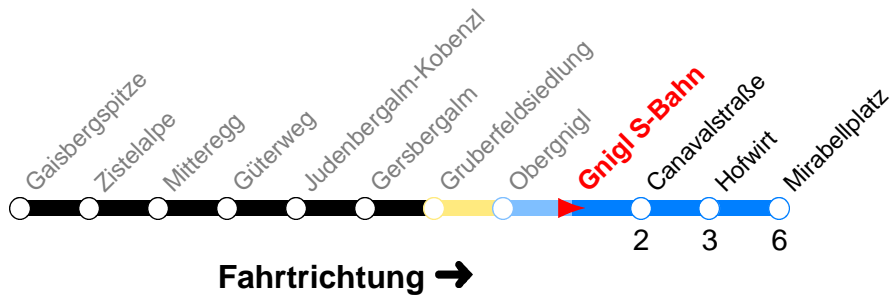 Gaisbergspitze
Zistelalpe
Mitteregg
Güterweg
Judenbergalm-Kobenzl
Gersbergalm
Gruberfeldsiedlung
Obergnigl
Gnigl S-Bahn
Canavalstraße
Hofwirt
Mirabellplatz
2 3 6
Fahrtrichtung ➔